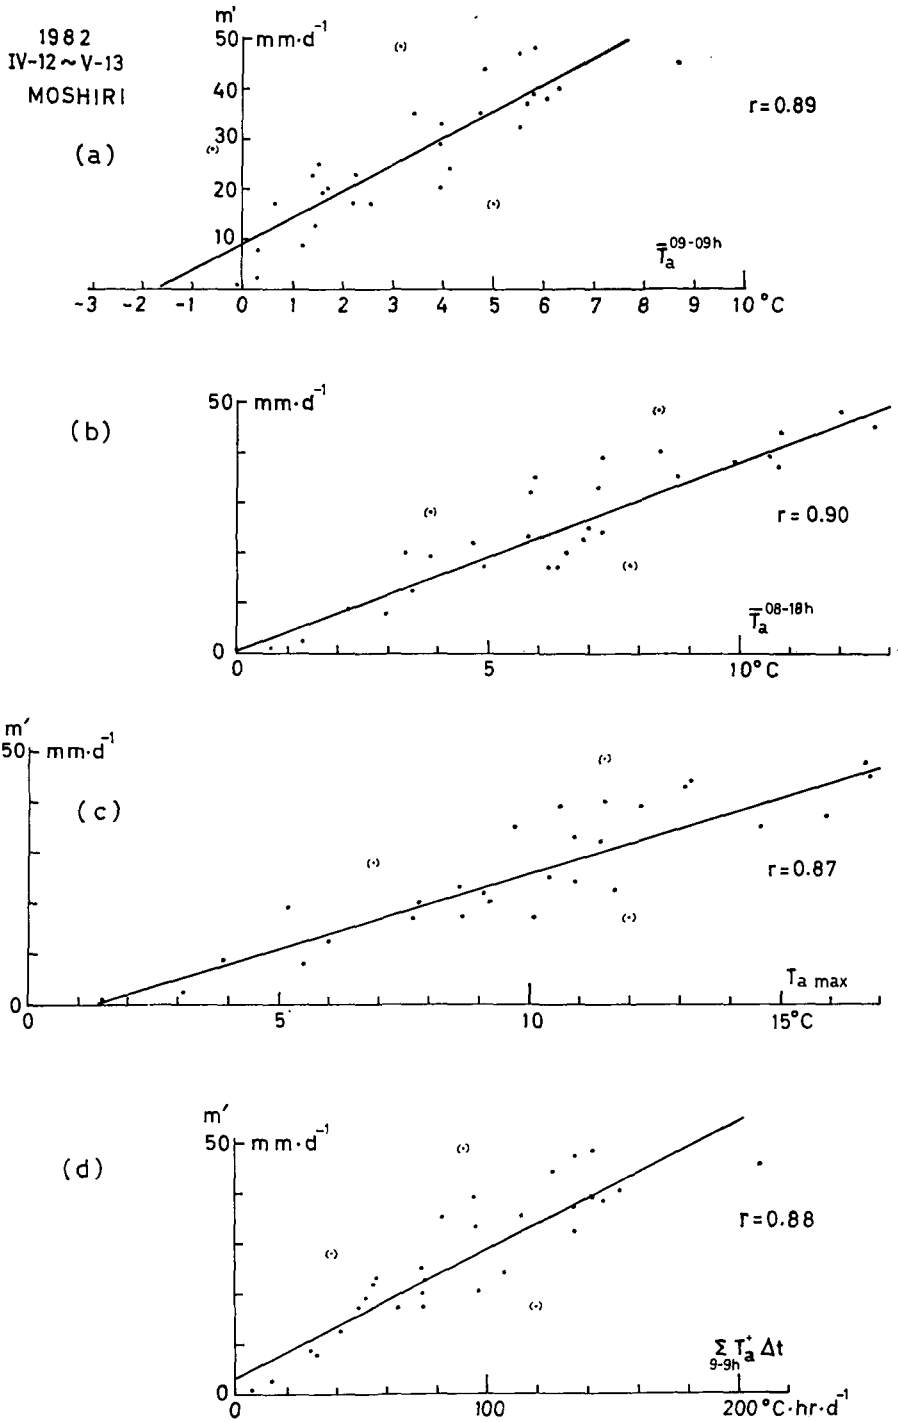 1982
IV-12~V-13
MOSHIRI
(a)
m'
50 mm·d⁻¹
40
30
20
10
r=0.89
T̿a 09-09h
-3 -2 -1 0 1 2 3 4 5 6 7 8 9 10°C
(b)
50 mm·d⁻¹
r=0.90
T̿a 08-18h
0
0 5 10°C
m'
50 mm·d⁻¹
(c)
r=0.87
Ta max
0
0 5 10 15°C
m'
50 mm·d⁻¹
(d)
r=0.88
Σ Ta⁺ Δt
9-9h
0
0 100 200°C·hr·d⁻¹